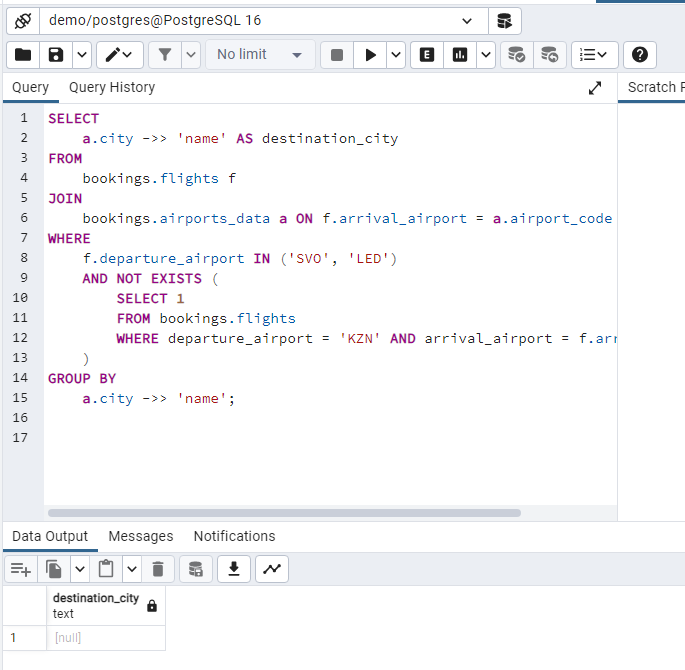 demo/postgres@PostgreSQL 16
No limit
E
Query Query History Scratch P
1 SELECT
2 a.city ->> 'name' AS destination_city
3 FROM
4 bookings.flights f
5 JOIN
6 bookings.airports_data a ON f.arrival_airport = a.airport_code
7 WHERE
8 f.departure_airport IN ('SVO', 'LED')
9 AND NOT EXISTS (
10 SELECT 1
11 FROM bookings.flights
12 WHERE departure_airport = 'KZN' AND arrival_airport = f.arr
13 )
14 GROUP BY
15 a.city ->> 'name';
16
17
Data Output Messages Notifications
destination_city
text
1 [null]